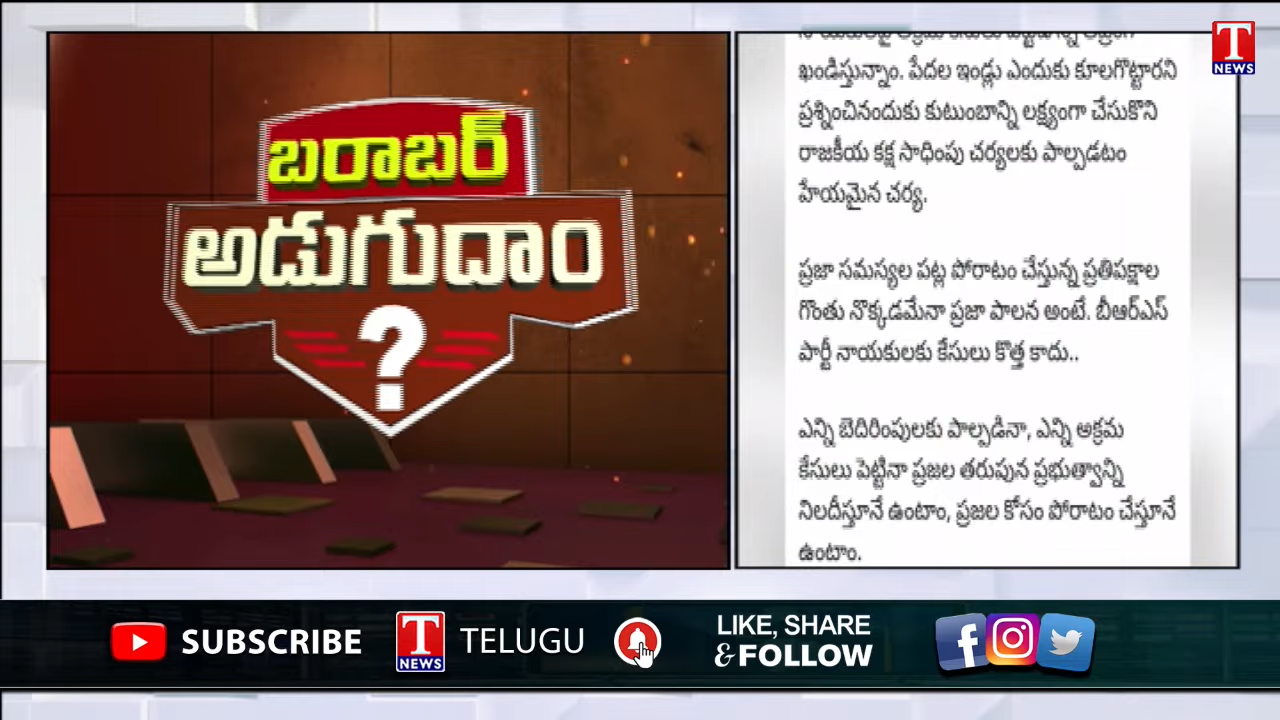 బరాబర్
అడుగుదాం
?
ఖండిస్తున్నాం. పేదల ఇండ్లు ఎందుకు కూలగొట్టారని
ప్రశ్నించినందుకు కుటుంబాన్ని లక్ష్యంగా చేసుకొని
రాజకీయ కక్ష సాధింపు చర్యలకు పాల్పడటం
హేయమైన చర్య.
ప్రజా సమస్యల పట్ల పోరాటం చేస్తున్న ప్రతిపక్షాల
గొంతు నొక్కడమేనా ప్రజా పాలన అంటే. బీఆర్ఎస్
పార్టీ నాయకులకు కేసులు కొత్త కాదు..
ఎన్ని బెదిరింపులకు పాల్పడినా, ఎన్ని అక్రమ
కేసులు పెట్టినా ప్రజల తరుపున ప్రభుత్వాన్ని
నిలదీస్తూనే ఉంటాం, ప్రజల కోసం పోరాటం చేస్తూనే
ఉంటాం.
T
NEWS
SUBSCRIBE
T
NEWS
TELUGU
LIKE, SHARE
& FOLLOW